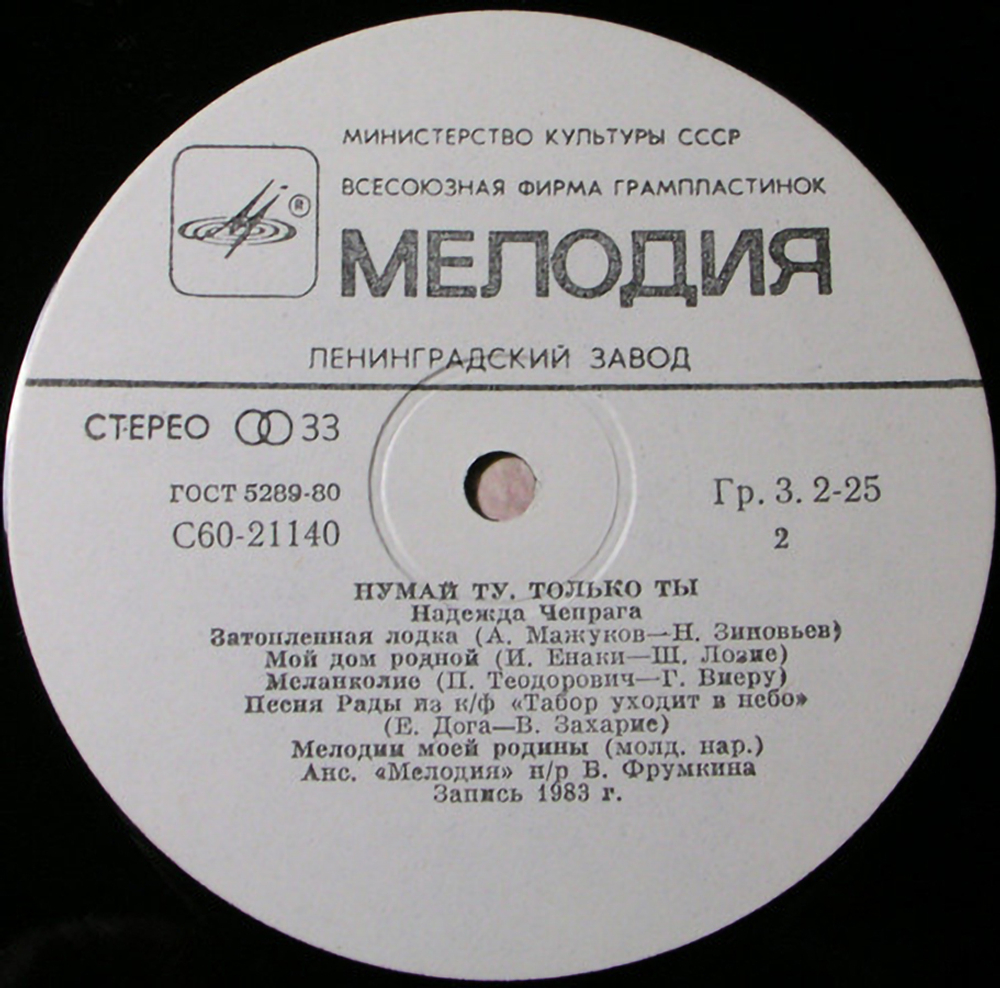 МИНИСТЕРСТВО КУЛЬТУРЫ СССР
ВСЕСОЮЗНАЯ ФИРМА ГРАМПЛАСТИНОК
®
МЕЛОДИЯ
ЛЕНИНГРАДСКИЙ ЗАВОД
СТЕРЕО 33
ГОСТ 5289-80
С60-21140
Гр. 3. 2-25
2
НУМАЙ ТУ. ТОЛЬКО ТЫ
Надежда Чепрага
Затопленная лодка (А. Мажуков—Н. Зиновьев)
Мой дом родной (И. Енаки—Ш. Лозие)
Меланколие (П. Теодорович—Г. Виеру)
Песня Рады из к/ф «Табор уходит в небо»
(Е. Дога—В. Захарие)
Мелодии моей родины (молд. нар.)
Анс. «Мелодия» п/р Б. Фрумкина
Запись 1983 г.